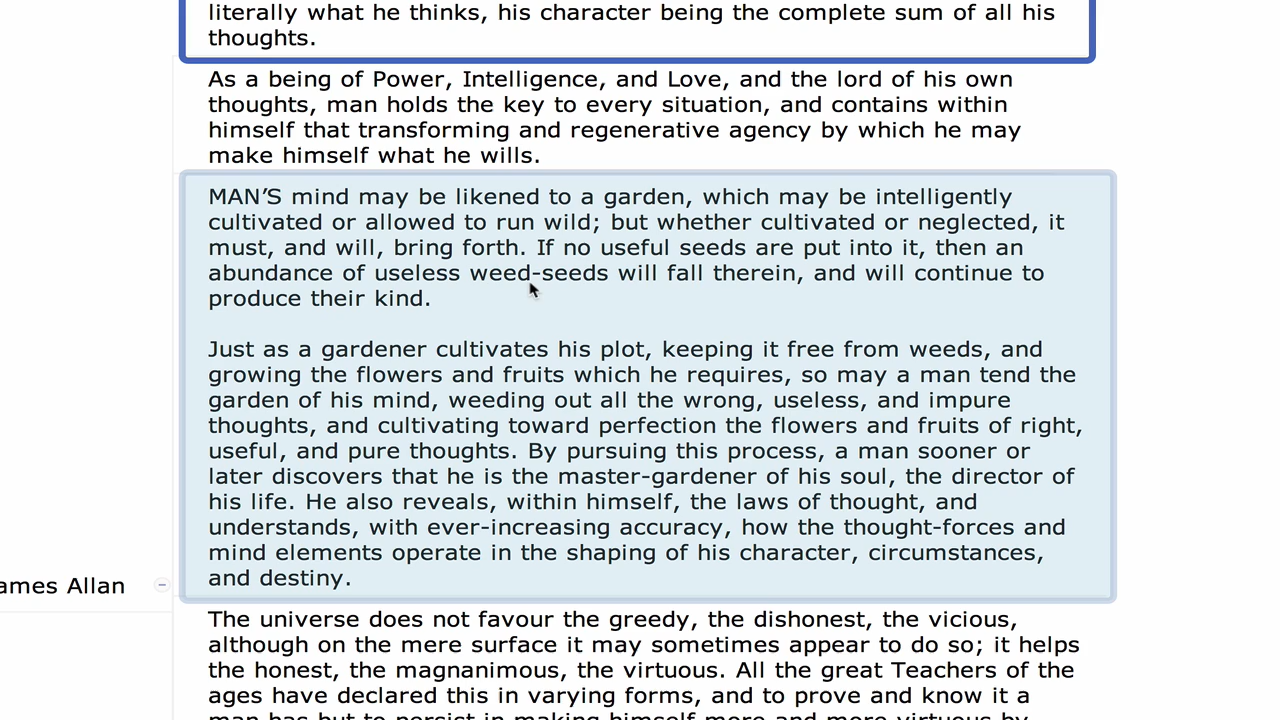 literally what he thinks, his character being the complete sum of all his
thoughts.
As a being of Power, Intelligence, and Love, and the lord of his own
thoughts, man holds the key to every situation, and contains within
himself that transforming and regenerative agency by which he may
make himself what he wills.
MAN’S mind may be likened to a garden, which may be intelligently
cultivated or allowed to run wild; but whether cultivated or neglected, it
must, and will, bring forth. If no useful seeds are put into it, then an
abundance of useless weed-seeds will fall therein, and will continue to
produce their kind.
Just as a gardener cultivates his plot, keeping it free from weeds, and
growing the flowers and fruits which he requires, so may a man tend the
garden of his mind, weeding out all the wrong, useless, and impure
thoughts, and cultivating toward perfection the flowers and fruits of right,
useful, and pure thoughts. By pursuing this process, a man sooner or
later discovers that he is the master-gardener of his soul, the director of
his life. He also reveals, within himself, the laws of thought, and
understands, with ever-increasing accuracy, how the thought-forces and
mind elements operate in the shaping of his character, circumstances,
and destiny.
ames Allan
The universe does not favour the greedy, the dishonest, the vicious,
although on the mere surface it may sometimes appear to do so; it helps
the honest, the magnanimous, the virtuous. All the great Teachers of the
ages have declared this in varying forms, and to prove and know it a
man has but to persist in making himself more and more virtuous by